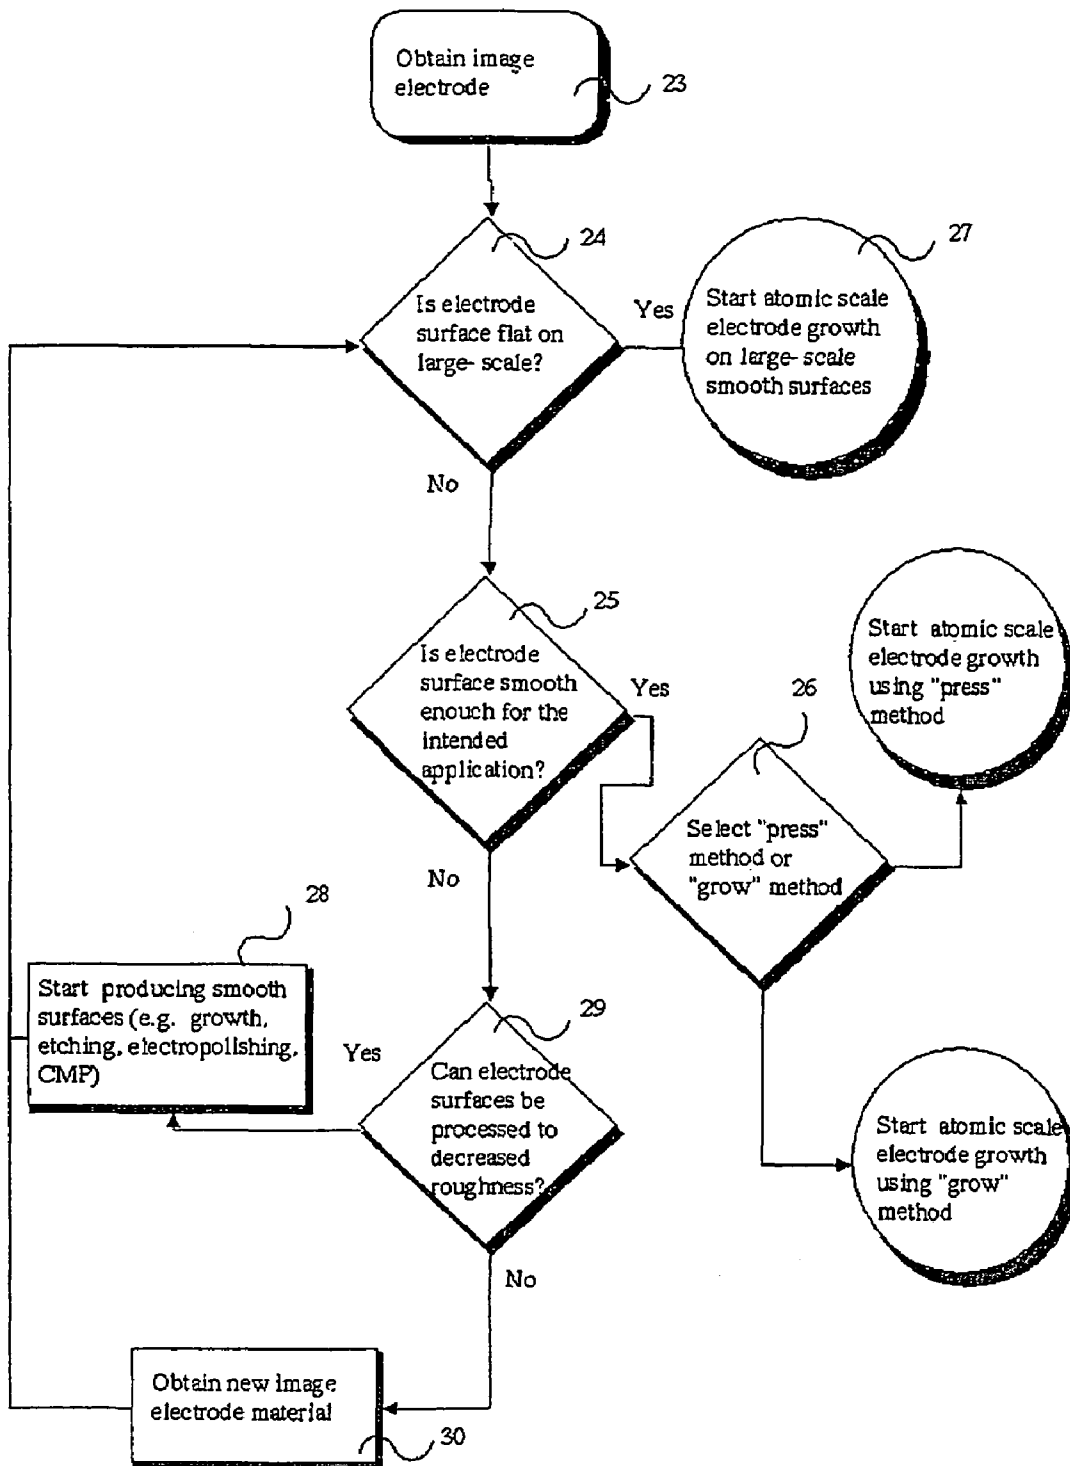 Obtain image
electrode
23
24
Is electrode
surface flat on
large-scale?
Yes
27
Start atomic scale
electrode growth
on large-scale
smooth surfaces
No
25
Is electrode
surface smooth
enouch for the
intended
application?
Yes
26
Select "press"
method or
"grow" method
Start atomic scale
electrode growth
using "press"
method
No
28
Start producing smooth
surfaces (e.g. growth,
etching, electropolishing,
CMP)
Yes
29
Can electrode
surfaces be
processed to
decreased
roughness?
Start atomic scale
electrode growth
using "grow"
method
No
Obtain new image
electrode material
30